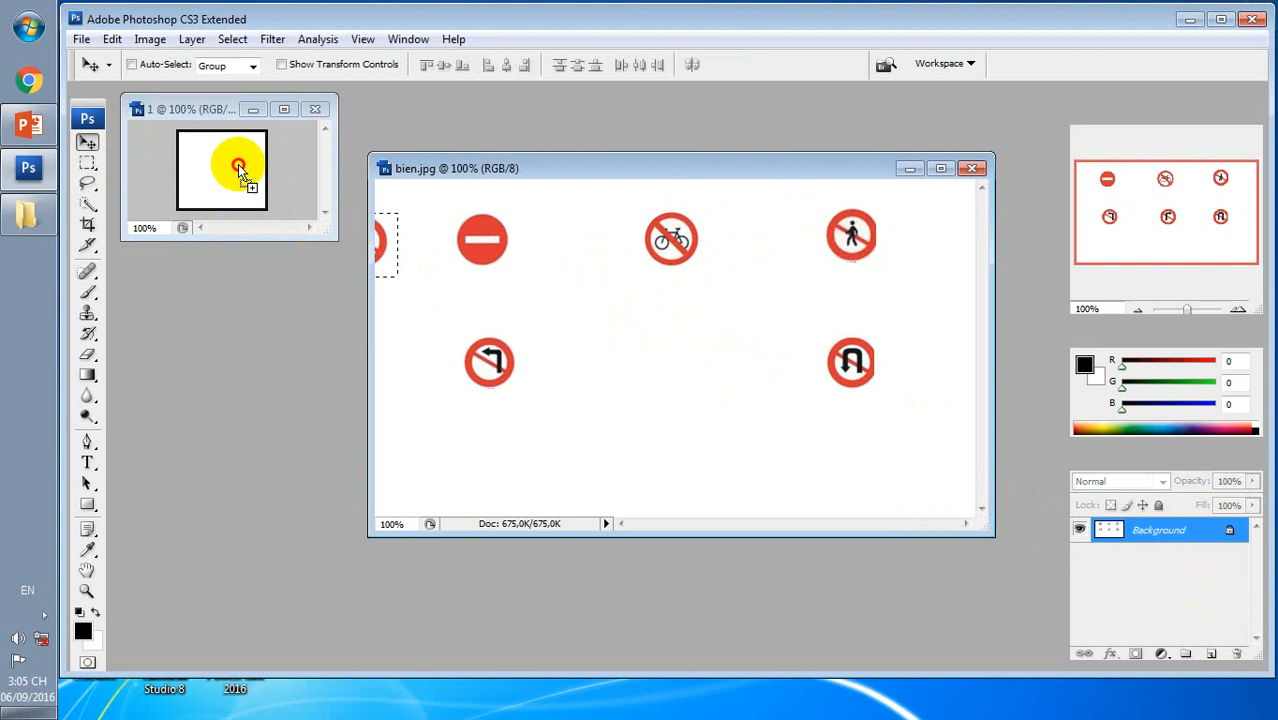 Ps Adobe Photoshop CS3 Extended
File Edit Image Layer Select Filter Analysis View Window Help
Auto-Select: Group Show Transform Controls Workspace
1 @ 100% (RGB/...
100%
bien.jpg @ 100% (RGB/8)
100% Doc: 675,0K/675,0K
Ps
T
100%
R 0
G 0
B 0
Normal Opacity: 100%
Lock: Fill: 100%
Background
fx
Ps
EN
3:05 CH
06/09/2016
Studio 8
2016